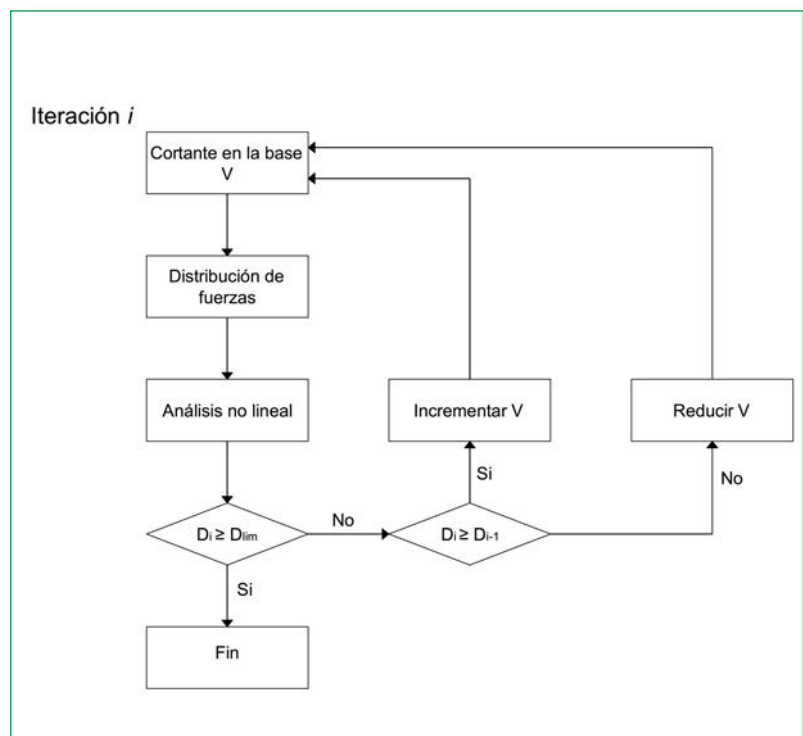 Iteración i
Cortante en la base
V
Distribución de
fuerzas
Análisis no lineal
Incrementar V
Reducir V
Si
No
Di ≥ Dlim
No
Di ≥ Di-1
Si
Fin